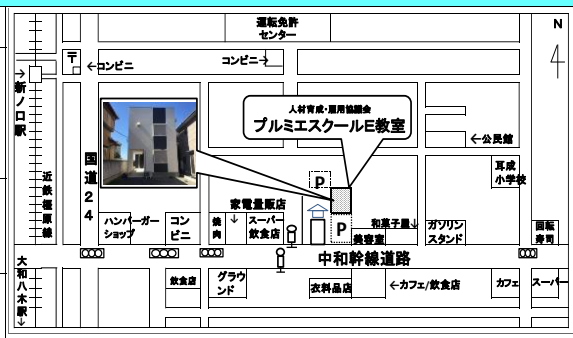 運転免許
センター
N
〒
←コンビニ
コンビニ→
→
新ノ口駅
人材育成・雇用協議会
プルミエスクールE教室
←公民館
近鉄橿原線
国道24
P
耳成
小学校
家電量販店
↓
ハンバーガー
ショップ
コン
ビニ
焼肉
スーパー
飲食店
P
和菓子屋↓
美容室
ガソリン
スタンド
回転
寿司
中和幹線道路
大和八木駅
↓
飲食店
グラウ
ンド
衣料品店
←カフェ/飲食店
カフェ
スーパー